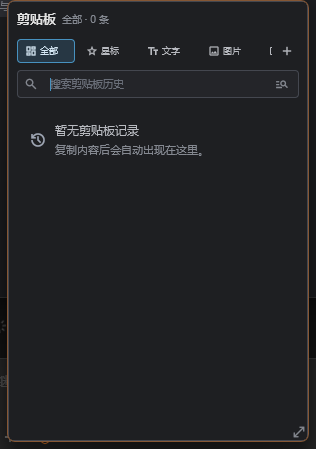 剪贴板 全部 · 0 条
全部 星标 文字 图片
搜索剪贴板历史
暂无剪贴板记录
复制内容后会自动出现在这里。